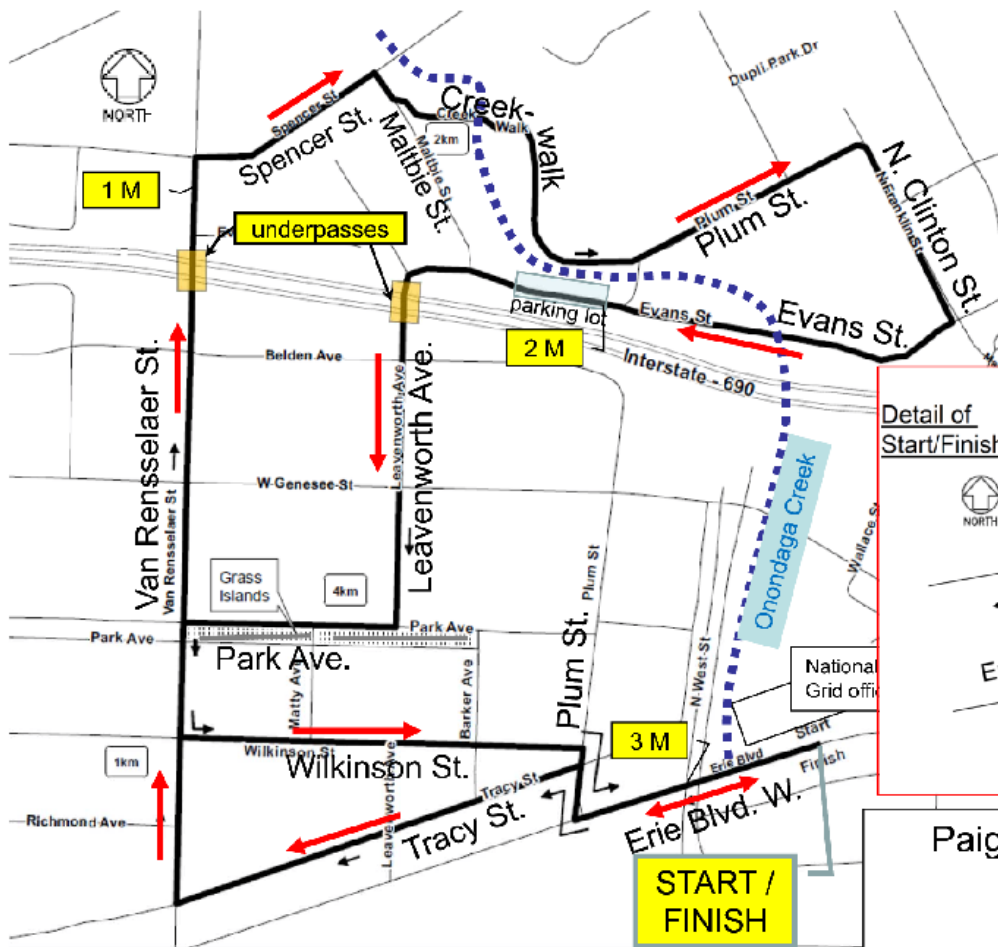 NORTH
Dupli Park Dr
Spencer St
Spencer St.
Creek-
walk
Creek
Walk
2km
Maltbie St
Maltbie St.
N. Clinton St.
N Franklin St
Plum St.
Plum St.
1 M
underpasses
parking lot
Evans St
Evans St.
2 M
Interstate - 690
Belden Ave
Van Rensselaer St.
Van Rensselaer St
Leavenworth Ave
Leavenworth Ave.
W Genesee St
Detail of
Start/Finish
NORTH
Onondaga Creek
Wallace St
Grass
Islands
4km
Park Ave
Park Ave
Park Ave.
Plum St
Plum St.
N West St
Matty Ave
Barker Ave
National
Grid offi
Start
Finish
3 M
Erie Blvd
Erie Blvd. W.
Wilkinson St
Wilkinson St.
1km
Richmond Ave
Tracy St
Tracy St.
Leavenworth Ave
START /
FINISH
Paig